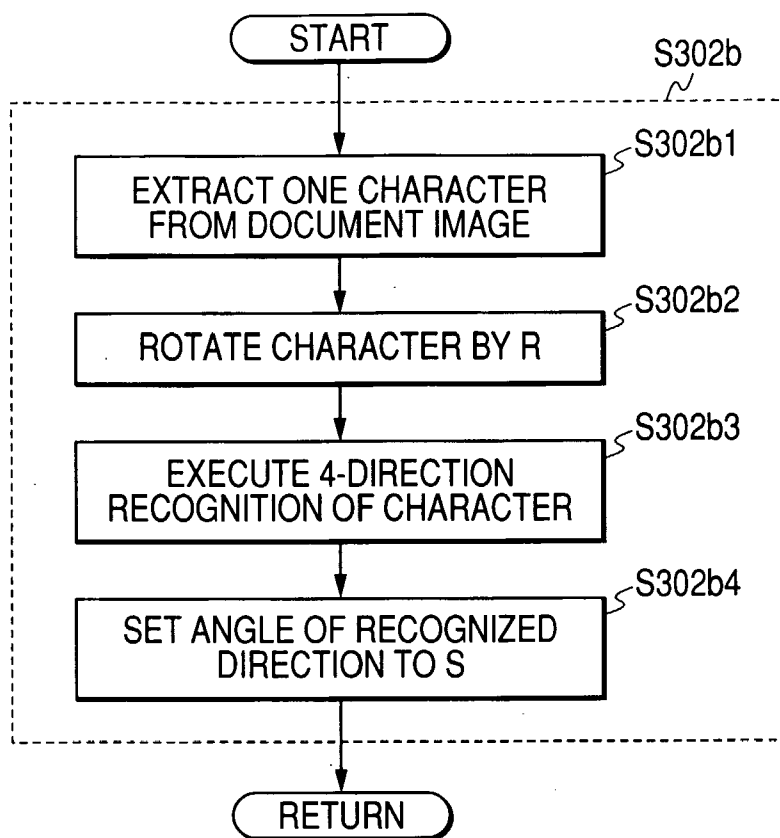 START
S302b
S302b1
EXTRACT ONE CHARACTER
FROM DOCUMENT IMAGE
S302b2
ROTATE CHARACTER BY R
S302b3
EXECUTE 4-DIRECTION
RECOGNITION OF CHARACTER
S302b4
SET ANGLE OF RECOGNIZED
DIRECTION TO S
RETURN